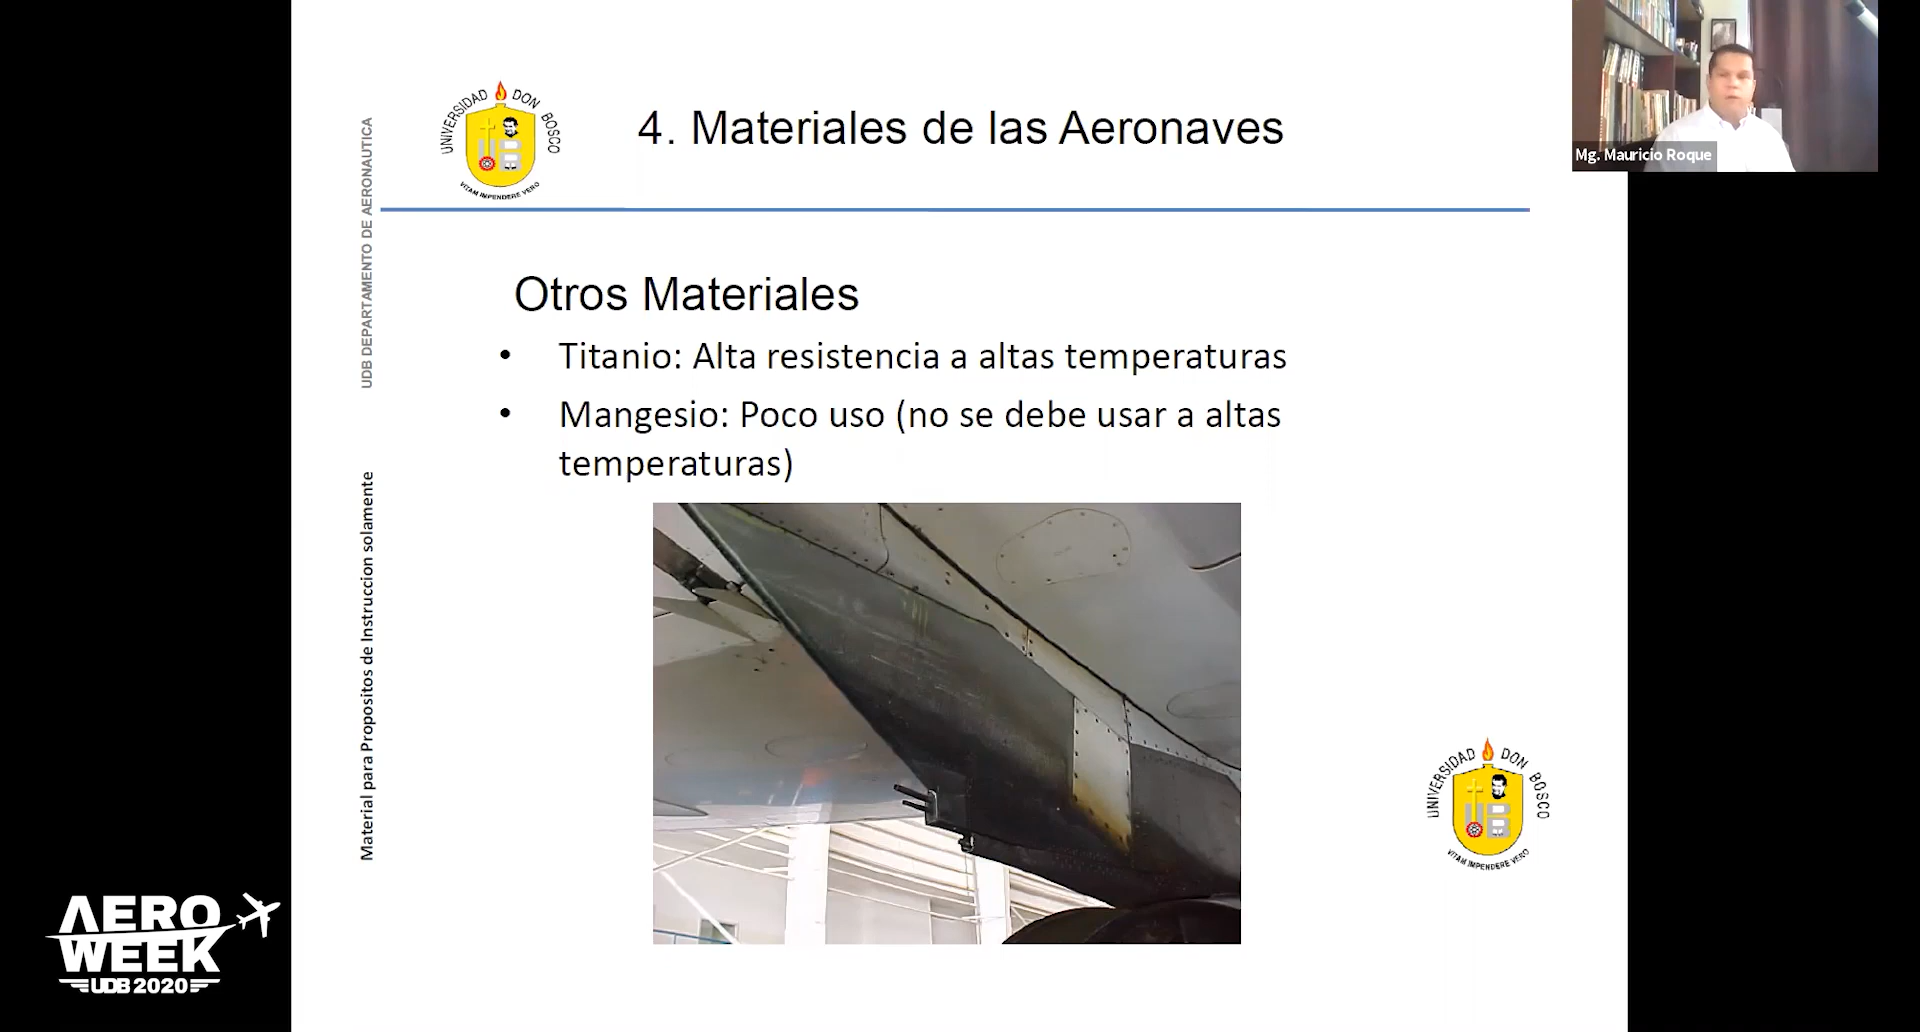 UNIVERSIDAD DON BOSCO
VITAM IMPENDERE VERO
4. Materiales de las Aeronaves
Mg. Mauricio Roque
UDB DEPARTAMENTO DE AERONAUTICA
Material para Propositos de Instruccion solamente
Otros Materiales
• Titanio: Alta resistencia a altas temperaturas
• Mangesio: Poco uso (no se debe usar a altas
temperaturas)
UNIVERSIDAD DON BOSCO
VITAM IMPENDERE VERO
AERO
WEEK
UDB 2020